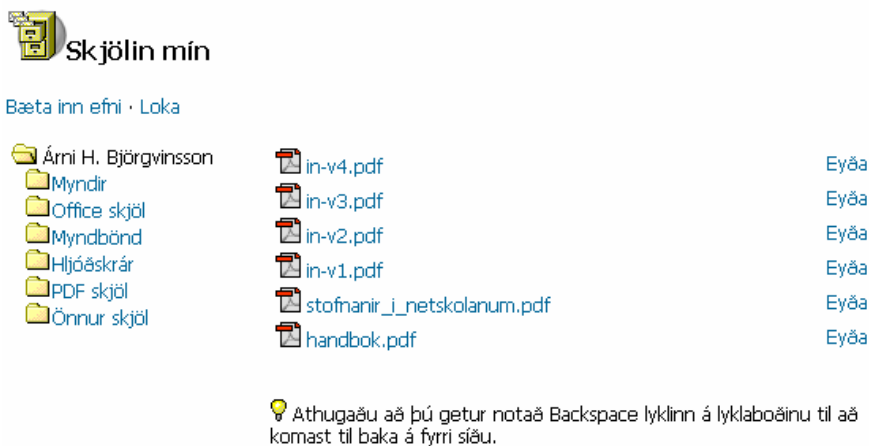 Skjölin mín
Bæta inn efni · Loka
Árni H. Björgvinsson
Myndir
Office skjöl
Myndbönd
Hljóðskrár
PDF skjöl
Önnur skjöl
in-v4.pdf Eyða
in-v3.pdf Eyða
in-v2.pdf Eyða
in-v1.pdf Eyða
stofnanir_i_netskolanum.pdf Eyða
handbok.pdf Eyða
Athugaðu að þú getur notað Backspace lyklinn á lyklaboðinu til að
komast til baka á fyrri síðu.